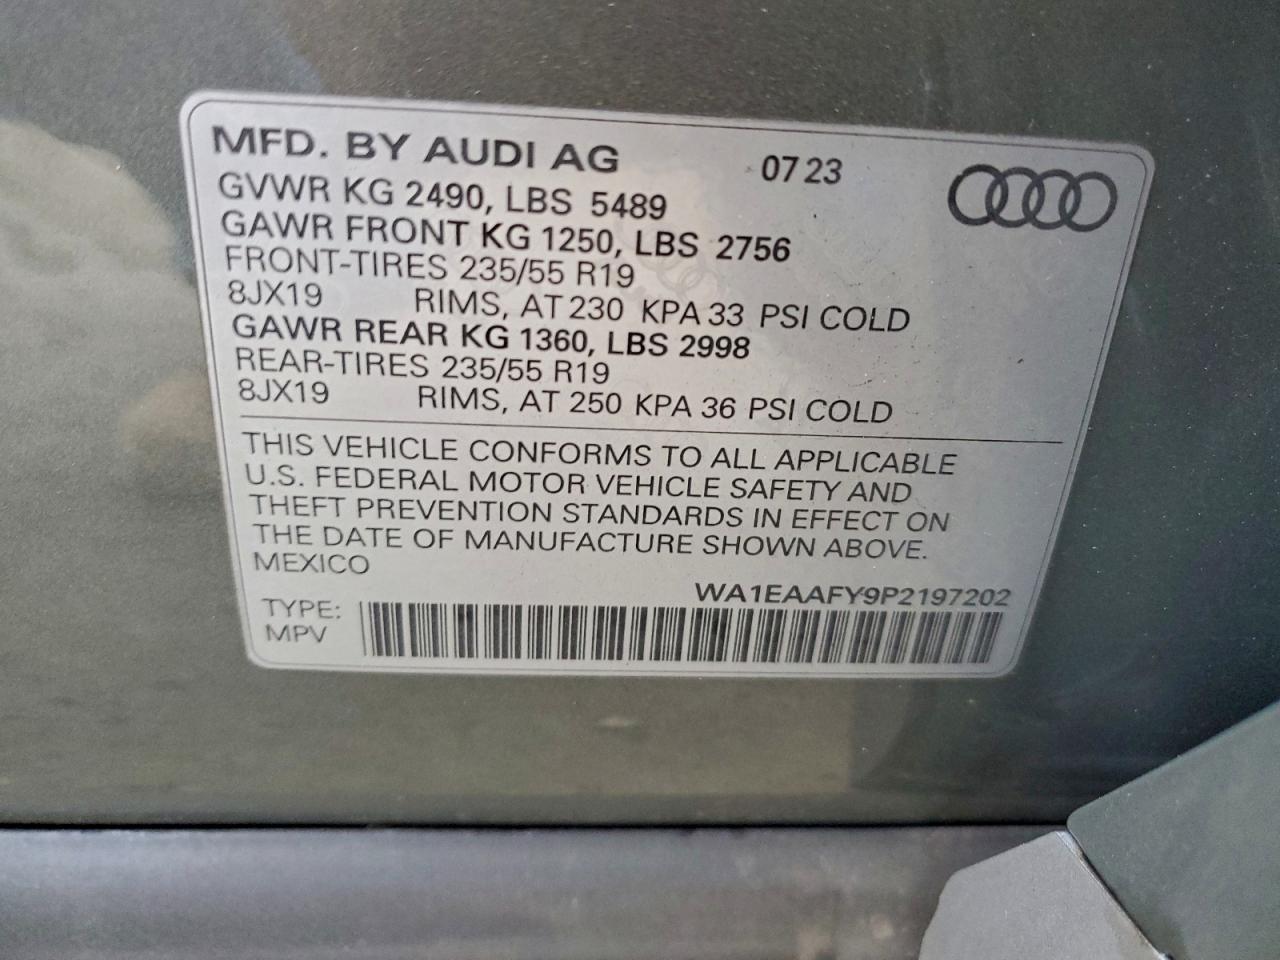 MFD. BY AUDI AG 07 23
GVWR KG 2490, LBS 5489
GAWR FRONT KG 1250, LBS 2756
FRONT-TIRES 235/55 R19
8JX19 RIMS, AT 230 KPA 33 PSI COLD
GAWR REAR KG 1360, LBS 2998
REAR-TIRES 235/55 R19
8JX19 RIMS, AT 250 KPA 36 PSI COLD
THIS VEHICLE CONFORMS TO ALL APPLICABLE
U.S. FEDERAL MOTOR VEHICLE SAFETY AND
THEFT PREVENTION STANDARDS IN EFFECT ON
THE DATE OF MANUFACTURE SHOWN ABOVE.
MEXICO
WA1EAAFY9P2197202
TYPE:
MPV